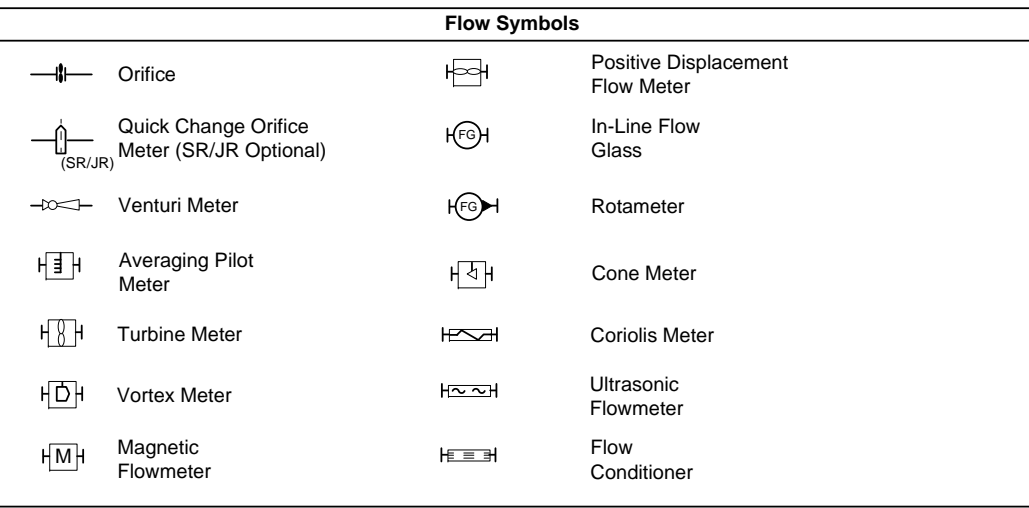 Flow Symbols
Orifice
Quick Change Orifice
Meter (SR/JR Optional)
(SR/JR)
Venturi Meter
Averaging Pilot
Meter
Turbine Meter
Vortex Meter
M
Magnetic
Flowmeter
Positive Displacement
Flow Meter
FG
In-Line Flow
Glass
FG
Rotameter
Cone Meter
Coriolis Meter
Ultrasonic
Flowmeter
Flow
Conditioner